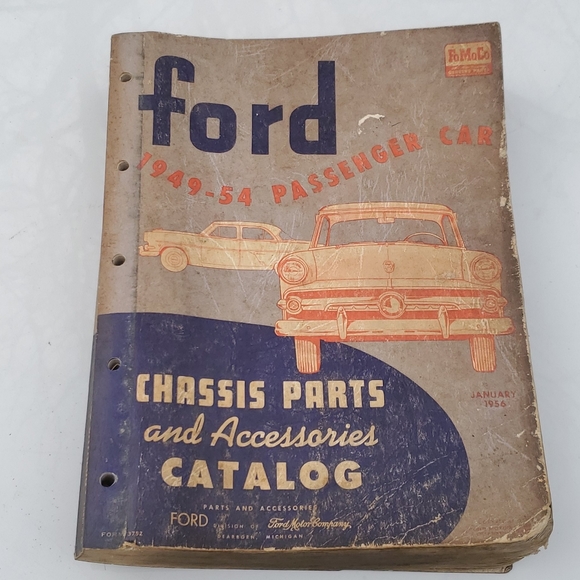 FoMoCo
ford
1949-54 PASSENGER CAR
JANUARY
1956
CHASSIS PARTS
and Accessories
CATALOG
PARTS AND ACCESSORIES
FORD DIVISION OF Ford Motor Company,
DEARBORN, MICHIGAN